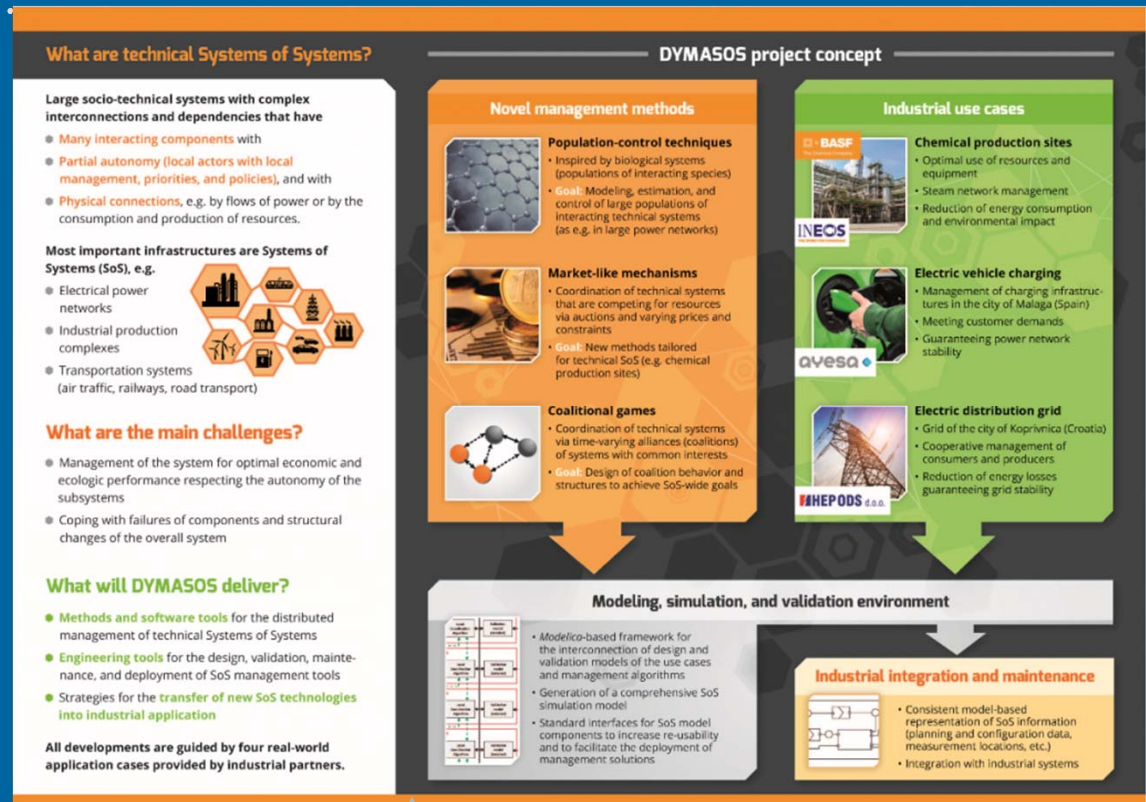 What are technical Systems of Systems?
Large socio-technical systems with complex
interconnections and dependencies that have
Many interacting components with
Partial autonomy (local actors with local
management, priorities, and policies), and with
Physical connections, e.g. by flows of power or by the
consumption and production of resources.
Most important infrastructures are Systems of
Systems (SoS), e.g.
Electrical power
networks
Industrial production
complexes
Transportation systems
(air traffic, railways, road transport)
What are the main challenges?
Management of the system for optimal economic and
ecologic performance respecting the autonomy of the
subsystems
Coping with failures of components and structural
changes of the overall system
What will DYMASOS deliver?
Methods and software tools for the distributed
management of technical Systems of Systems
Engineering tools for the design, validation, mainte-
nance, and deployment of SoS management tools
Strategies for the transfer of new SoS technologies
into industrial application
All developments are guided by four real-world
application cases provided by industrial partners.
DYMASOS project concept
Novel management methods
Population-control techniques
• Inspired by biological systems
(populations of interacting species)
• Goal: Modeling, estimation, and
control of large populations of
interacting technical systems
(as e.g. in large power networks)
Market-like mechanisms
• Coordination of technical systems
that are competing for resources
via auctions and varying prices and
constraints
• Goal: New methods tailored
for technical SoS (e.g. chemical
production sites)
Coalitional games
• Coordination of technical systems
via time-varying alliances (coalitions)
of systems with common interests
• Goal: Design of coalition behavior and
structures to achieve SoS-wide goals
Industrial use cases
BASF
INEOS
Chemical production sites
• Optimal use of resources and
equipment
• Steam network management
• Reduction of energy consumption
and environmental impact
ayesa
Electric vehicle charging
• Management of charging infrastruc-
tures in the city of Malaga (Spain)
• Meeting customer demands
• Guaranteeing power network
stability
HEP ODS d.o.o.
Electric distribution grid
• Grid of the city of Koprivnica (Croatia)
• Cooperative management of
consumers and producers
• Reduction of energy losses
guaranteeing grid stability
Modeling, simulation, and validation environment
• Modelica-based framework for
the interconnection of design and
validation models of the use cases
and management algorithms
• Generation of a comprehensive SoS
simulation model
• Standard interfaces for SoS model
components to increase re-usability
and to facilitate the deployment of
management solutions
Industrial integration and maintenance
• Consistent model-based
representation of SoS information
(planning and configuration data,
measurement locations, etc.)
• Integration with industrial systems